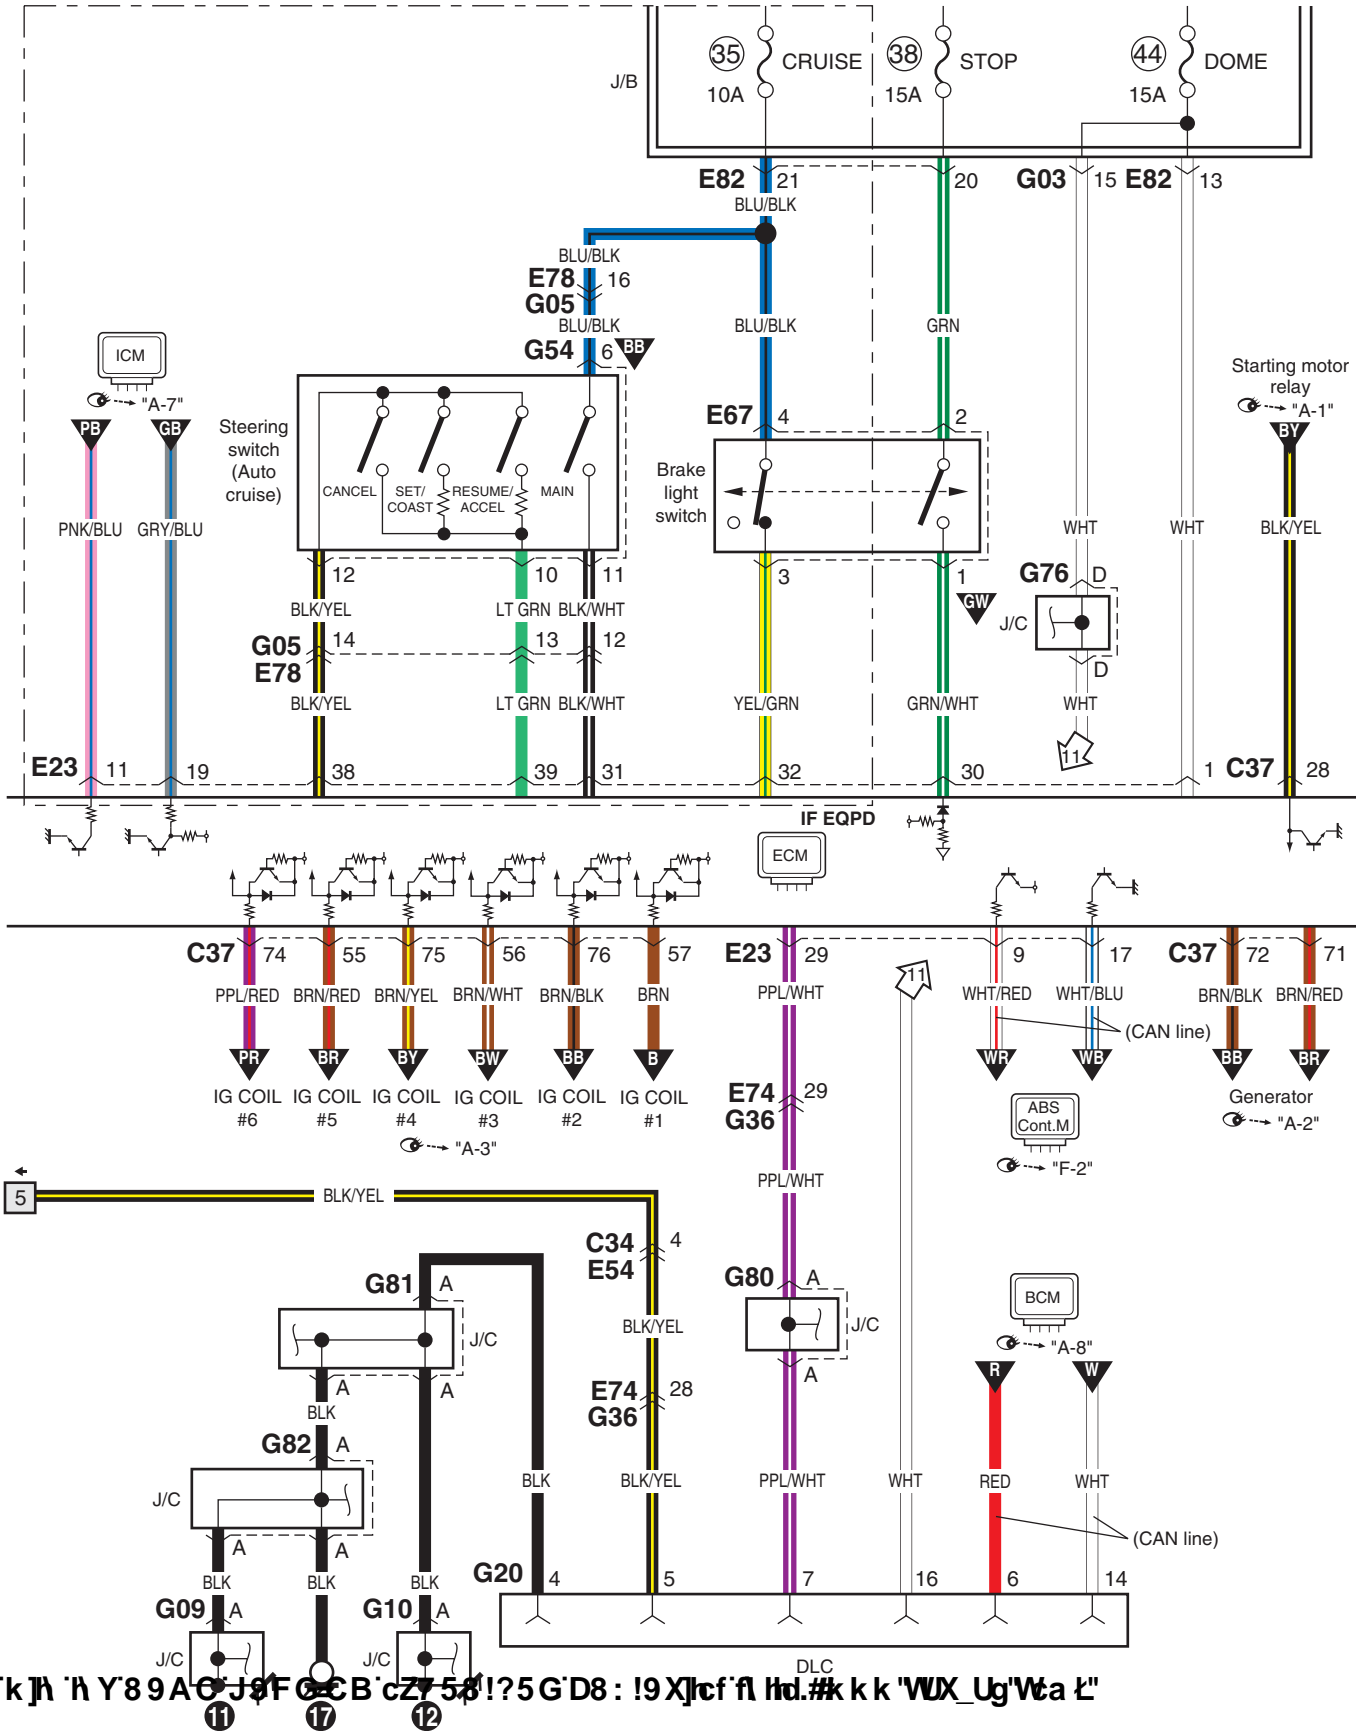 35 CRUISE 38 STOP 44 DOME
J/B 10A 15A 15A
E82 21 20 G03 15 E82 13
BLU/BLK
BLU/BLK
E78 16
G05
BLU/BLK BLU/BLK GRN
G54 6 BB
ICM
"A-7"
Starting motor
relay
"A-1"
PB GB BY
Steering
switch
(Auto
cruise)
E67 4 2
Brake
light
switch
CANCEL SET/
COAST RESUME/
ACCEL MAIN
PNK/BLU GRY/BLU WHT WHT BLK/YEL
12 10 11 3 1 G76 D
BLK/YEL LT GRN BLK/WHT GW J/C
G05 14 13 12
E78 D
BLK/YEL LT GRN BLK/WHT YEL/GRN GRN/WHT WHT
11
E23 11 19 38 39 31 32 30 1 C37 28
IF EQPD
ECM
C37 74 55 75 56 76 57 E23 29 9 17 C37 72 71
11
PPL/RED BRN/RED BRN/YEL BRN/WHT BRN/BLK BRN PPL/WHT WHT/RED WHT/BLU BRN/BLK BRN/RED
(CAN line)
PR BR BY BW BB B WR WB BB BR
IG COIL
#6 IG COIL
#5 IG COIL
#4 IG COIL
#3 IG COIL
#2 IG COIL
#1
"A-3"
E74 29
G36
ABS
Cont.M
"F-2"
Generator
"A-2"
5 BLK/YEL PPL/WHT
C34 4
E54
G81 A G80 A
BCM
"A-8"
J/C BLK/YEL J/C
A A A R W
BLK
E74 28
G36
G82 A
J/C BLK BLK/YEL PPL/WHT WHT RED WHT
(CAN line)
A A
BLK BLK BLK
G20 4 5 7 16 6 14
G09 A G10 A
J/C J/C DLC
11 17 12